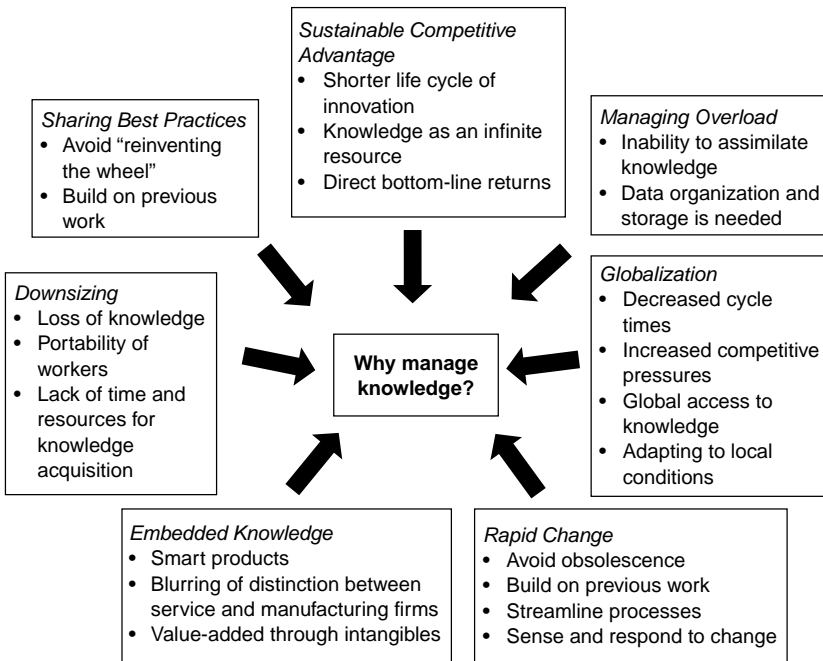 Sustainable Competitive
Advantage
• Shorter life cycle of
innovation
• Knowledge as an infinite
resource
• Direct bottom-line returns
Sharing Best Practices
• Avoid “reinventing
the wheel”
• Build on previous
work
Managing Overload
• Inability to assimilate
knowledge
• Data organization and
storage is needed
Downsizing
• Loss of knowledge
• Portability of
workers
• Lack of time and
resources for
knowledge
acquisition
Why manage
knowledge?
Globalization
• Decreased cycle
times
• Increased competitive
pressures
• Global access to
knowledge
• Adapting to local
conditions
Embedded Knowledge
• Smart products
• Blurring of distinction between
service and manufacturing firms
• Value-added through intangibles
Rapid Change
• Avoid obsolescence
• Build on previous work
• Streamline processes
• Sense and respond to change